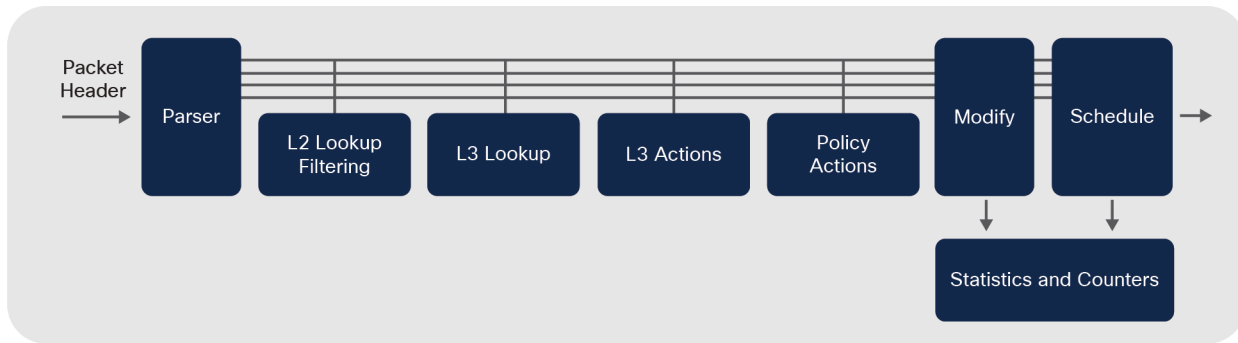 Packet
Header
Parser
L2 Lookup
Filtering
L3 Lookup
L3 Actions
Policy
Actions
Modify
Schedule
Statistics and Counters